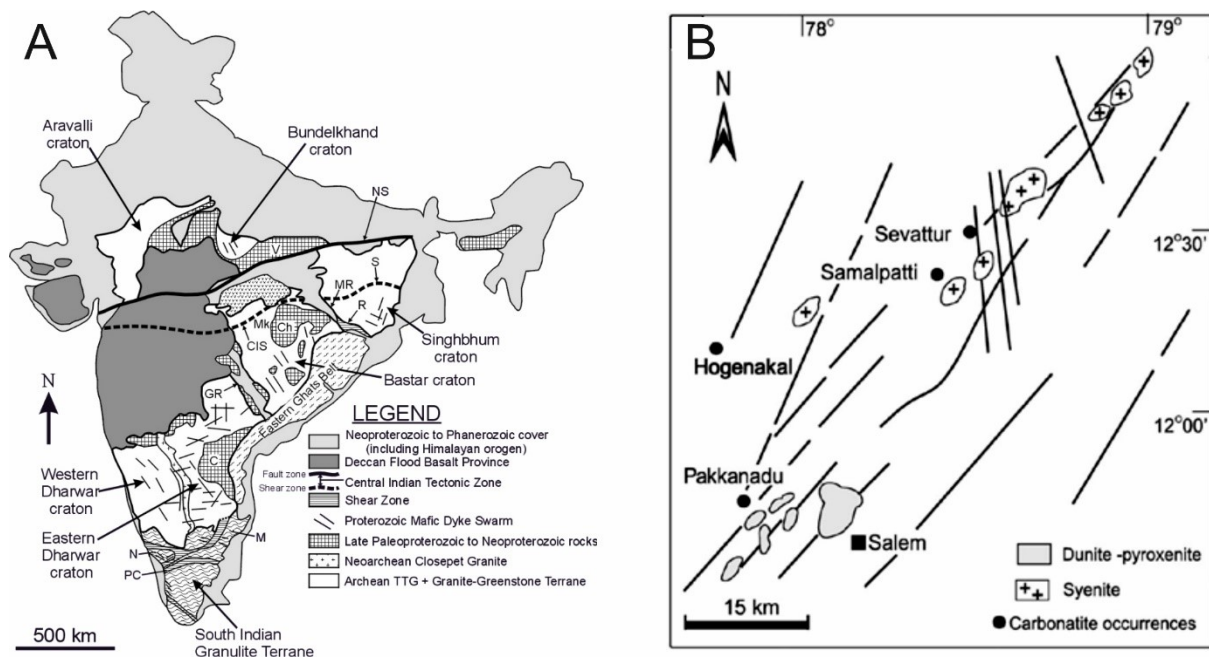 A
Aravalli
craton
Bundelkhand
craton
NS
V
S
MR
R
Mk
Ch
CIS
Singhbhum
craton
Bastar craton
N
GR
Eastern Ghats Belt
C
Western
Dharwar
craton
Eastern
Dharwar
craton
N
PC
M
500 km
South Indian
Granulite Terrane
LEGEND
Neoproterozoic to Phanerozoic cover
(including Himalayan orogen)
Deccan Flood Basalt Province
Fault zone
Central Indian Tectonic Zone
Shear zone
Shear Zone
Proterozoic Mafic Dyke Swarm
Late Paleoproterozoic to Neoproterozoic rocks
Neoarchean Closepet Granite
Archean TTG + Granite-Greenstone Terrane
B
78°
79°
N
Sevattur
12°30'
Samalpatti
Hogenakal
12°00'
Pakkanadu
Salem
15 km
Dunite -pyroxenite
Syenite
Carbonatite occurrences